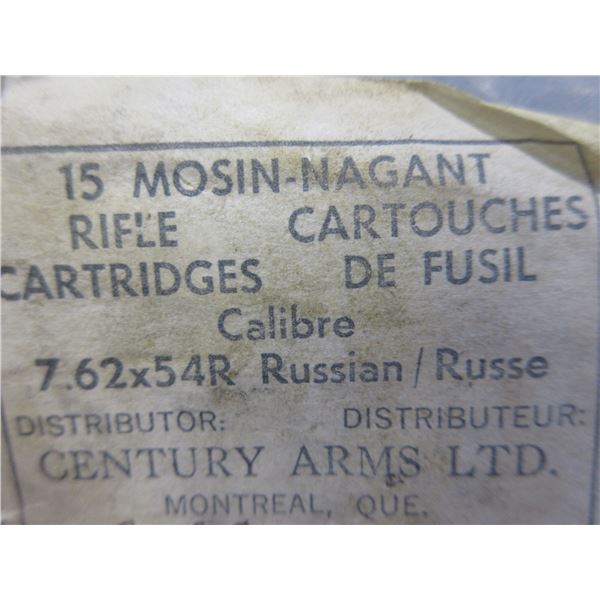 15 MOSIN-NAGANT
RIFLE CARTOUCHES
CARTRIDGES DE FUSIL
Calibre
7.62x54R Russian/Russe
DISTRIBUTOR: DISTRIBUTEUR:
CENTURY ARMS LTD.
MONTREAL, QUE.